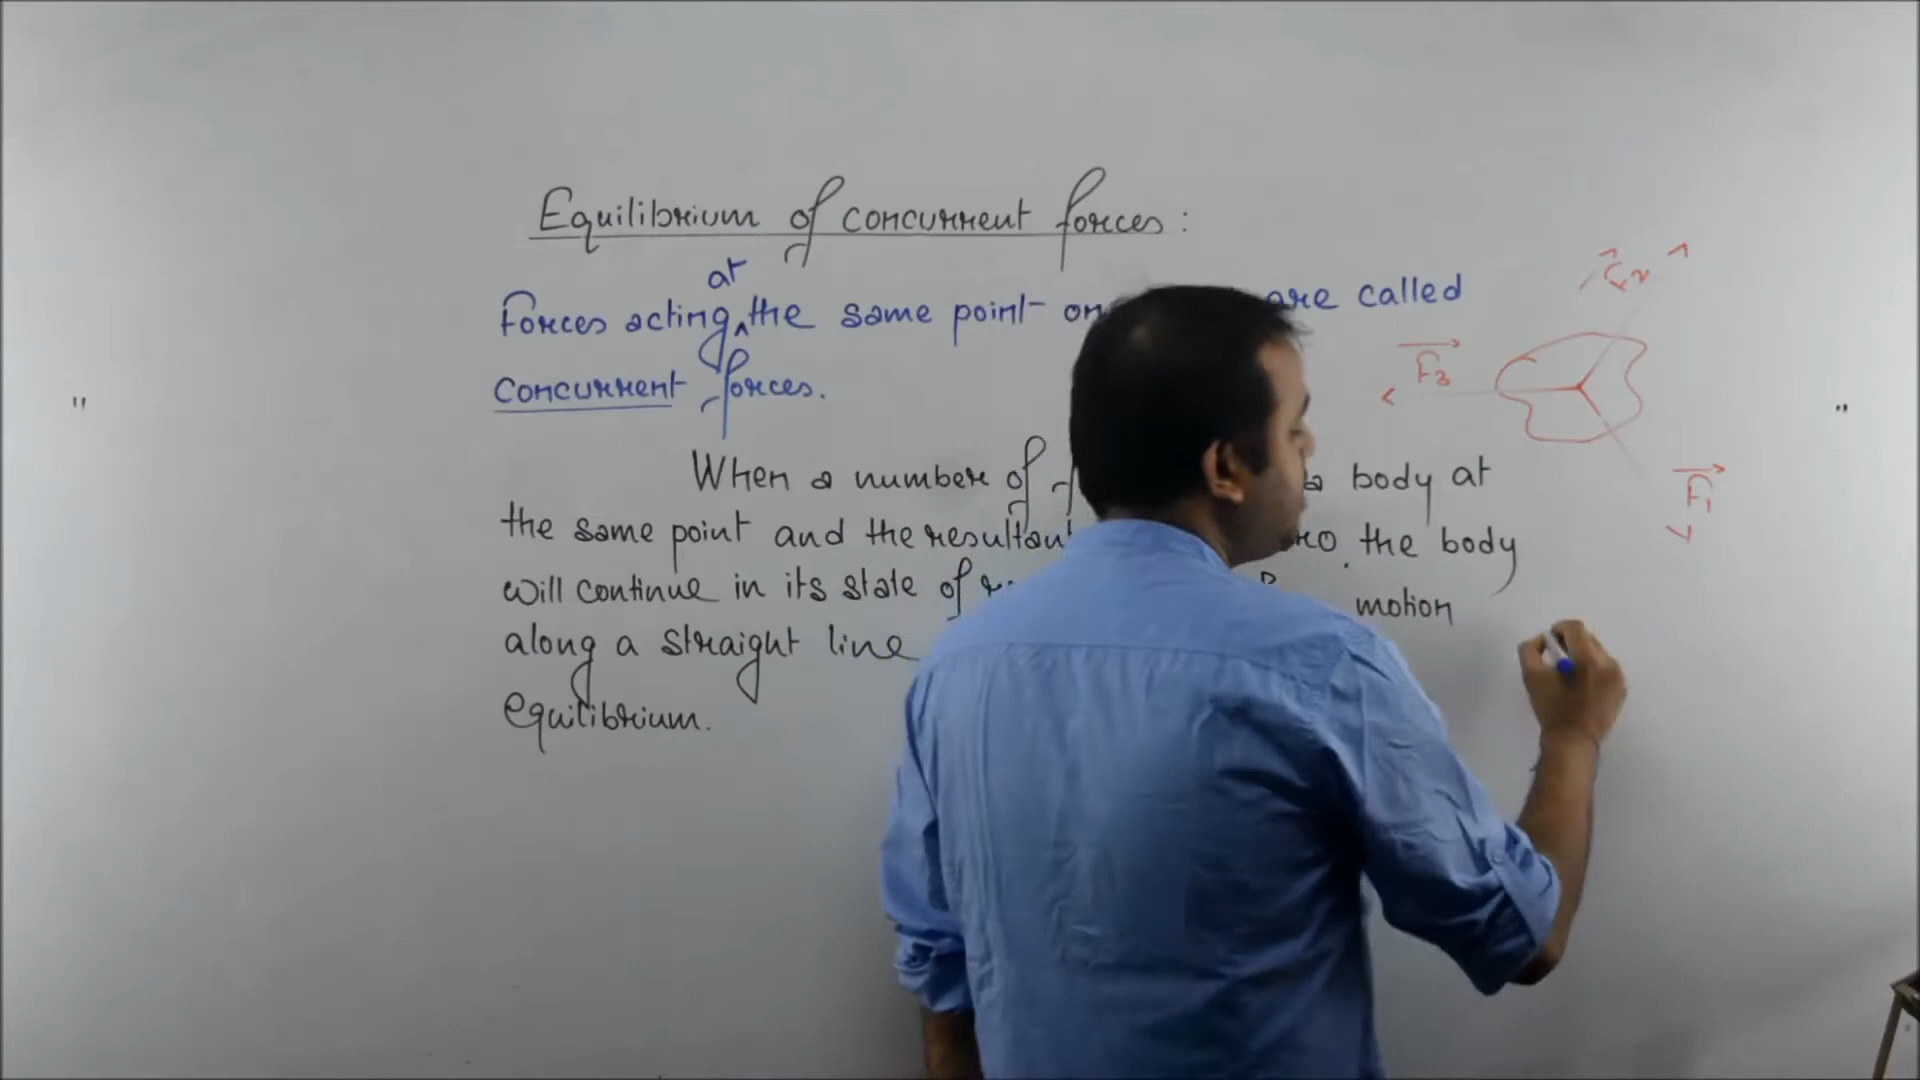 Equilibrium of concurrent forces:
at
Forces acting ^ the same point on are called
concurrent forces.
When a number of a body at
the same point and the resultant the body
will continue in its state of motion
along a straight line
equilibrium.
F2
F3
F1
"
"